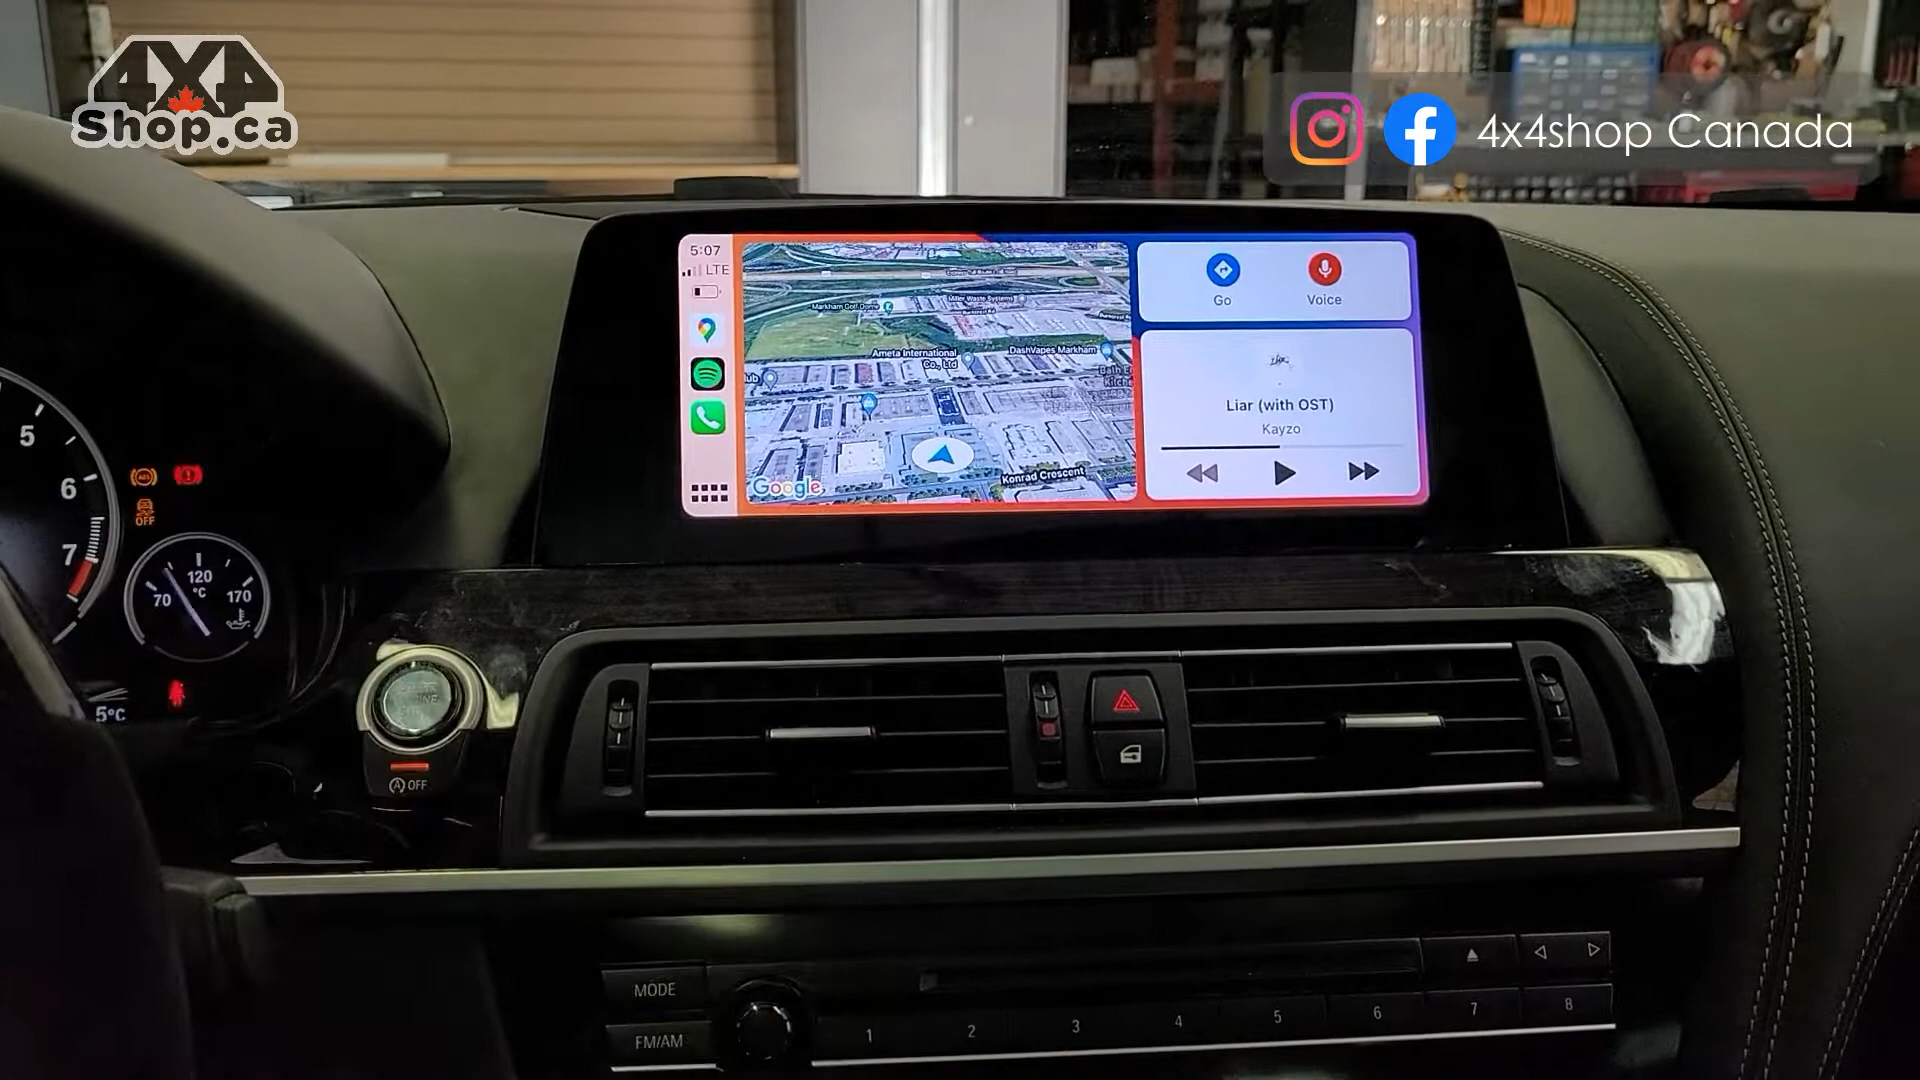 4X4
Shop.ca
4x4shop Canada
5:07
LTE
Go
Voice
Markham Golf Dome
Miller Waste Systems
Ameta International
Co., Ltd
DashVapes Markham
Konrad Crescent
Google
Liar (with OST)
Kayzo
5
6
7
OFF
70
120
°C
170
5°C
A OFF
MODE
FM/AM
1
2
3
4
5
6
7
8